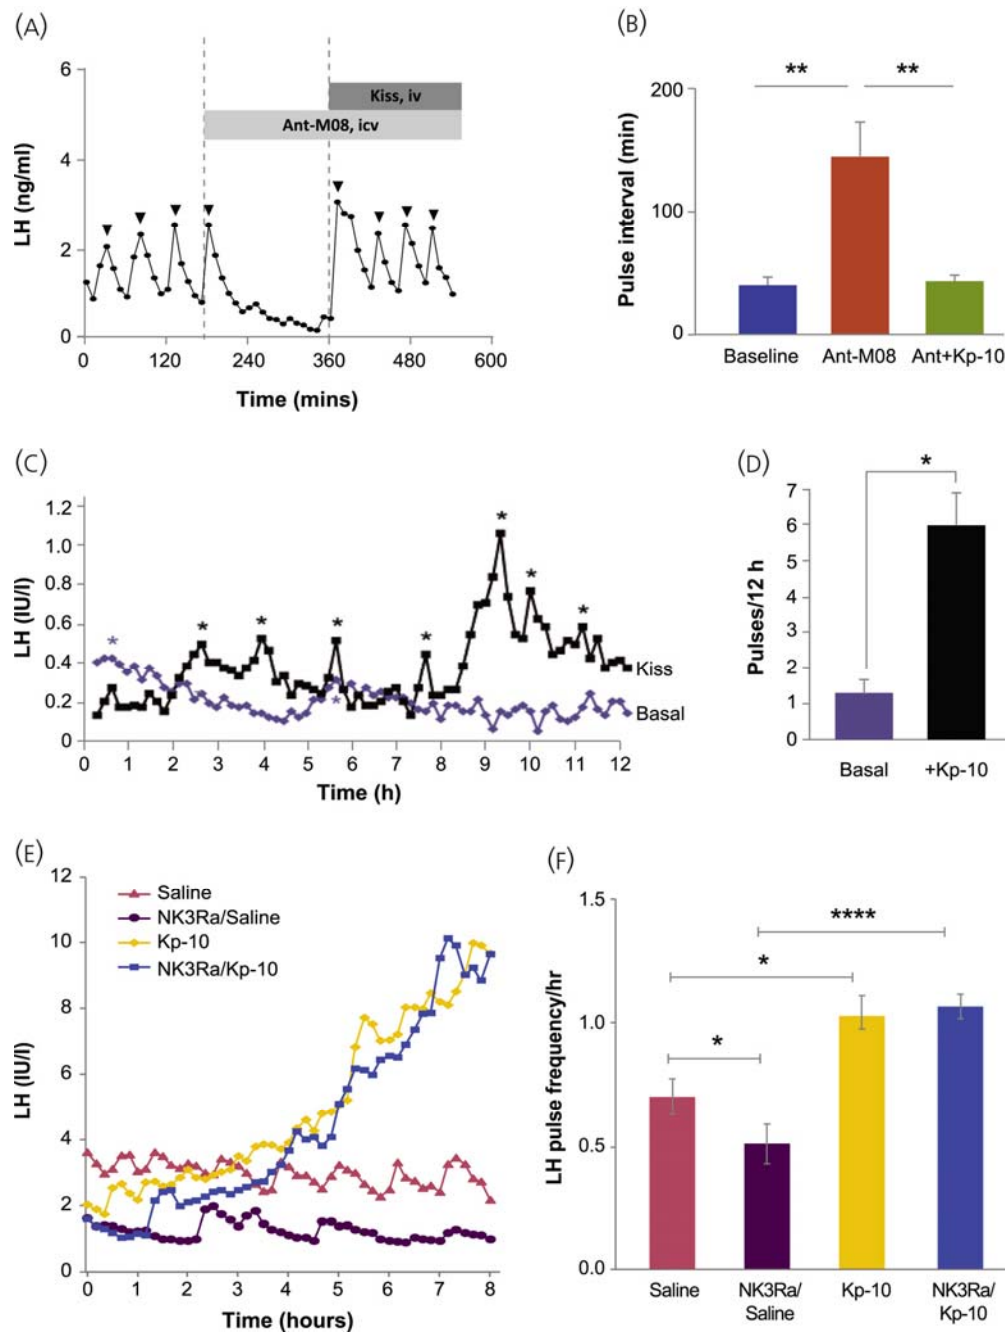 (A)
6
4
2
0
LH (ng/ml)
Kiss, iv
Ant-M08, icv
0 120 240 360 480 600
Time (mins)
(B)
** **
200
100
0
Pulse interval (min)
Baseline Ant-M08 Ant+Kp-10
(C)
1.2
1.0
0.8
0.6
0.4
0.2
0
LH (IU/l)
* * * * * * * * *
Kiss
Basal
0 1 2 3 4 5 6 7 8 9 10 11 12
Time (h)
(D)
*
7
6
5
4
3
2
1
0
Pulses/12 h
Basal +Kp-10
(E)
12
10
8
6
4
2
0
LH (IU/l)
Saline
NK3Ra/Saline
Kp-10
NK3Ra/Kp-10
0 1 2 3 4 5 6 7 8
Time (hours)
(F)
1.5
1.0
0.5
0.0
LH pulse frequency/hr
****
*
*
Saline NK3Ra/ Kp-10 NK3Ra/
Saline Kp-10